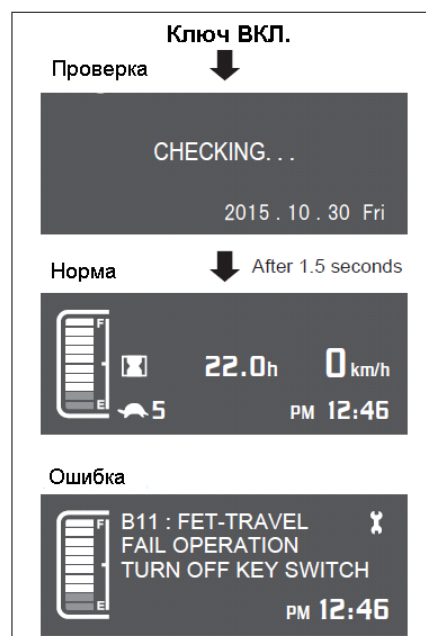 Ключ ВКЛ.
Проверка
CHECKING...
2015 . 10 . 30 Fri
Норма
After 1.5 seconds
F
22.0h 0 km/h
E 5 PM 12:46
Ошибка
F B11 : FET-TRAVEL
FAIL OPERATION
TURN OFF KEY SWITCH
E PM 12:46